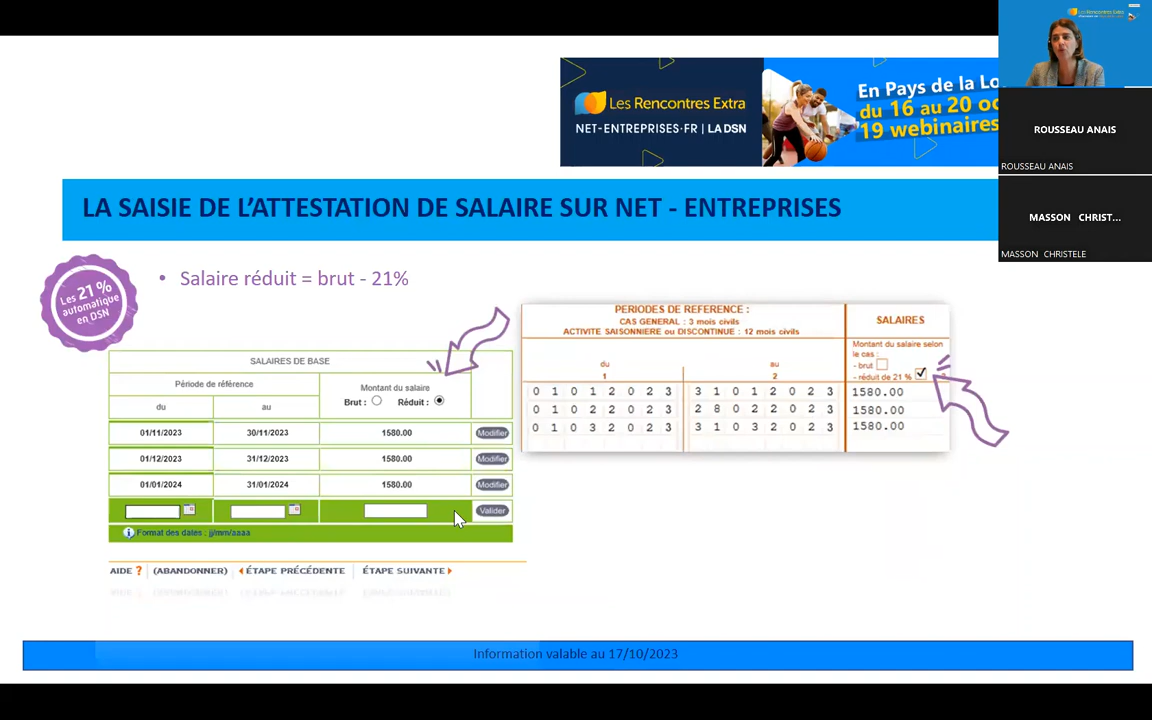 Les Rencontres Extra
Les Rencontres Extra
NET-ENTREPRISES·FR | LA DSN
En Pays de la Lo
du 16 au 20 oc
19 webinaires
ROUSSEAU ANAIS
ROUSSEAU ANAIS
MASSON CHRIST...
MASSON CHRISTELE
LA SAISIE DE L’ATTESTATION DE SALAIRE SUR NET - ENTREPRISES
Les 21 %
automatique
en DSN
• Salaire réduit = brut - 21%
SALAIRES DE BASE
Période de référence
Montant du salaire
du
au
Brut :
Réduit :
01/11/2023 30/11/2023 1580.00 Modifier
01/12/2023 31/12/2023 1580.00 Modifier
01/01/2024 31/01/2024 1580.00 Modifier
Valider
Format des dates : jj/mm/aaaa
AIDE ? (ABANDONNER) ÉTAPE PRÉCÉDENTE ÉTAPE SUIVANTE
PERIODES DE REFERENCE :
CAS GENERAL : 3 mois civils
ACTIVITE SAISONNIERE ou DISCONTINUE : 12 mois civils
SALAIRES
Montant du salaire selon
le cas :
- brut
- réduit de 21 %
du au
1 2
0 1 0 1 2 0 2 3 3 1 0 1 2 0 2 3 1580.00
0 1 0 2 2 0 2 3 2 8 0 2 2 0 2 3 1580.00
0 1 0 3 2 0 2 3 3 1 0 3 2 0 2 3 1580.00
Information valable au 17/10/2023